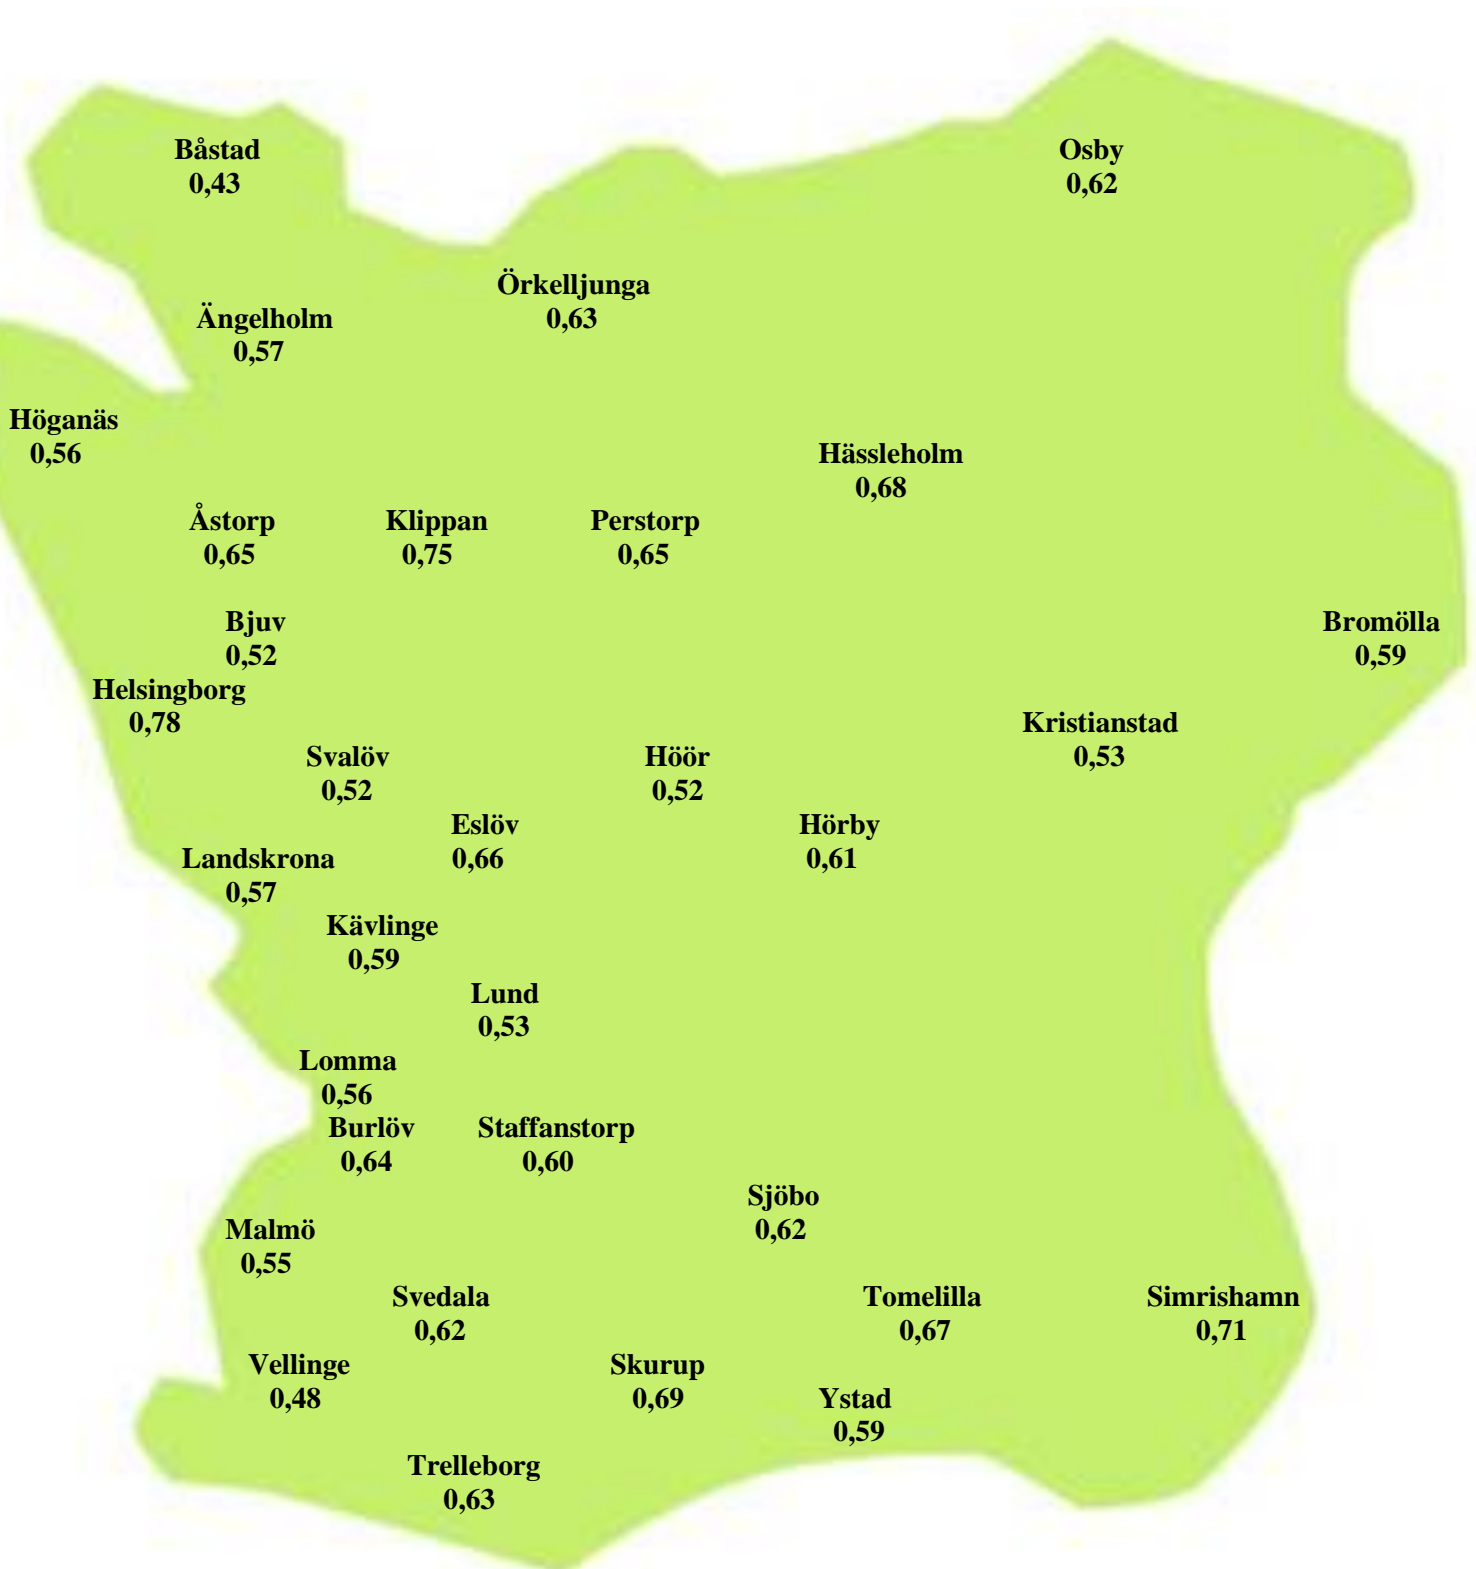 Båstad
0,43
Osby
0,62
Örkelljunga
0,63
Ängelholm
0,57
Höganäs
0,56
Hässleholm
0,68
Åstorp
0,65
Klippan
0,75
Perstorp
0,65
Bjuv
0,52
Bromölla
0,59
Helsingborg
0,78
Kristianstad
0,53
Svalöv
0,52
Höör
0,52
Eslöv
0,66
Hörby
0,61
Landskrona
0,57
Kävlinge
0,59
Lund
0,53
Lomma
0,56
Burlöv
0,64
Staffanstorp
0,60
Sjöbo
0,62
Malmö
0,55
Svedala
0,62
Tomelilla
0,67
Simrishamn
0,71
Vellinge
0,48
Skurup
0,69
Ystad
0,59
Trelleborg
0,63